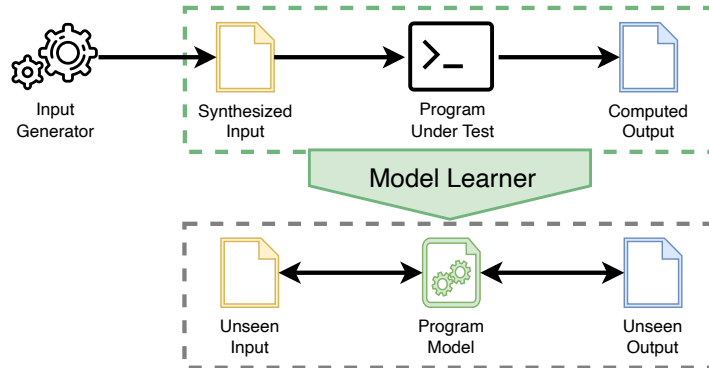 Input
Generator
Synthesized
Input
>_
Program
Under Test
Computed
Output
Model Learner
Unseen
Input
Program
Model
Unseen
Output